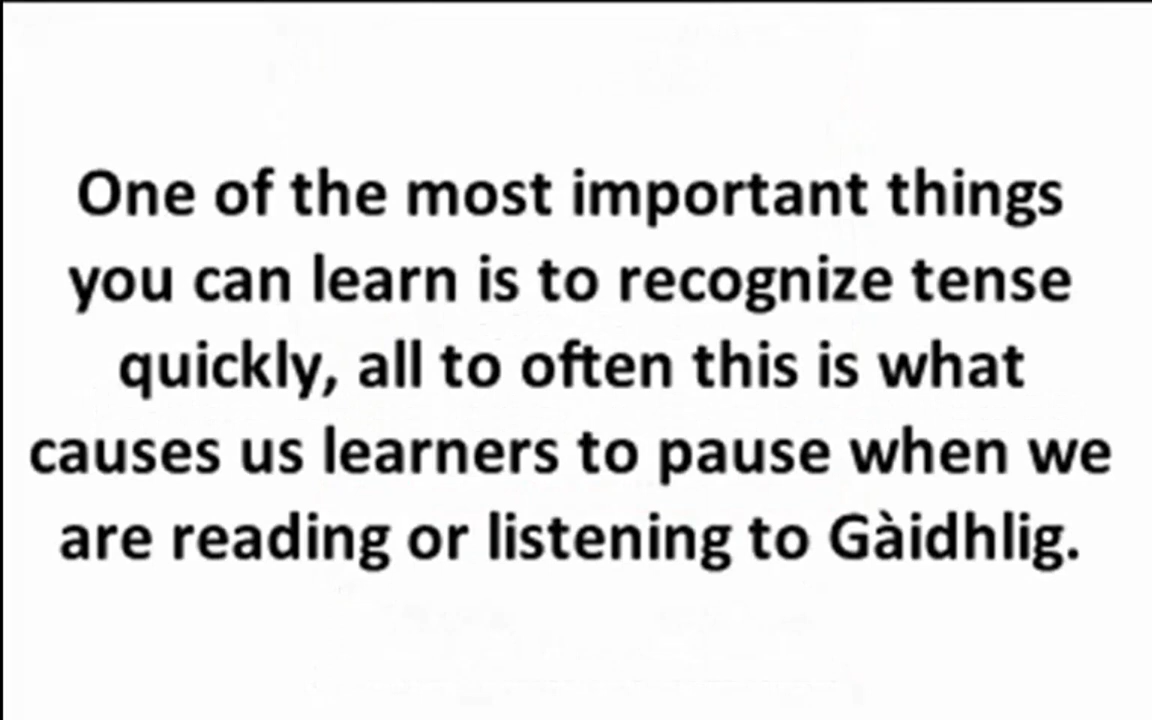 One of the most important things
you can learn is to recognize tense
quickly, all to often this is what
causes us learners to pause when we
are reading or listening to Gàidhlig.